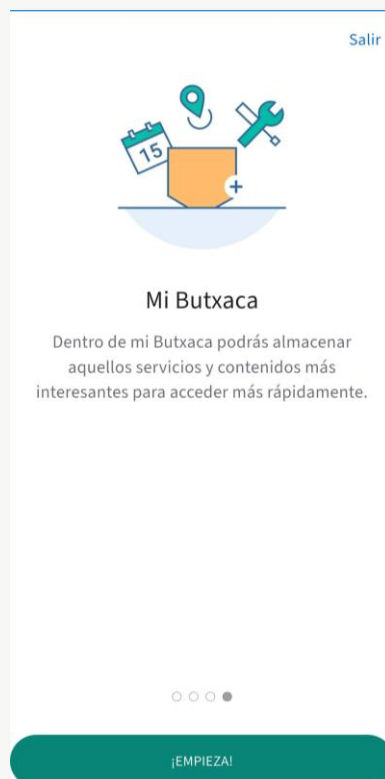 Salir
15
Mi Butxaca
Dentro de mi Butxaca podrás almacenar
aquellos servicios y contenidos más
interesantes para acceder más rápidamente.
¡EMPIEZA!